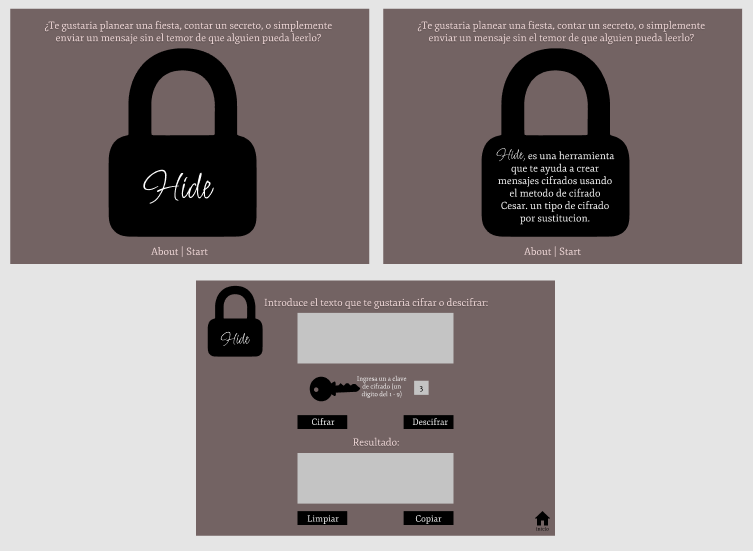 ¿Te gustaria planear una fiesta, contar un secreto, o simplemente
enviar un mensaje sin el temor de que alguien pueda leerlo?
Hide
About | Start
¿Te gustaria planear una fiesta, contar un secreto, o simplemente
enviar un mensaje sin el temor de que alguien pueda leerlo?
Hide, es una herramienta
que te ayuda a crear
mensajes cifrados usando
el metodo de cifrado
Cesar. un tipo de cifrado
por sustitucion.
About | Start
Hide
Introduce el texto que te gustaria cifrar o descifrar:
Ingresa un a clave
de cifrado (un
digito del 1 - 9)
3
Cifrar
Descifrar
Resultado:
Limpiar
Copiar
Inicio